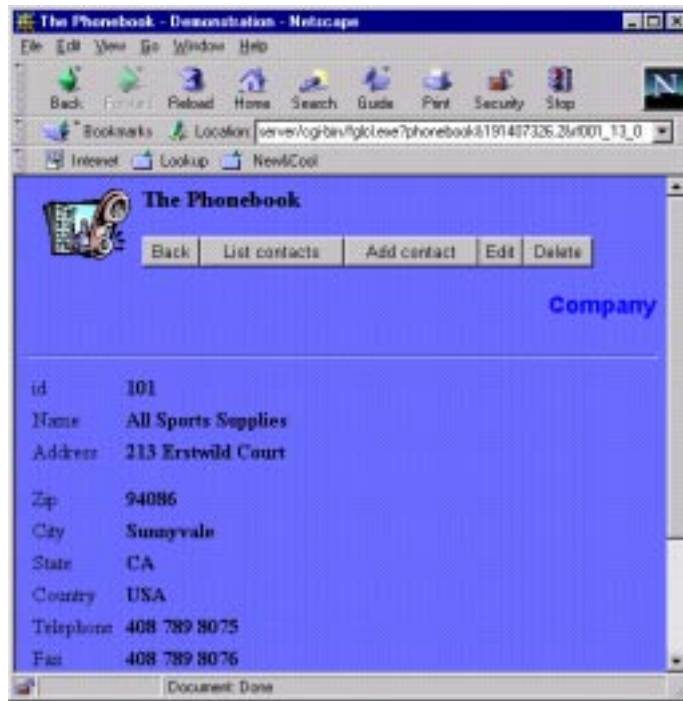 The Phonebook - Demonstration - Netscape
File Edit View Go Window Help
Back Forward Reload Home Search Guide Print Security Stop
N
Bookmarks Location: server/cgi-bin/
Internet Lookup New&Cool
The Phonebook
Back List contacts Add contact Edit Delete
Company
id 101
Name All Sports Supplies
Address 213 Erstwild Court
Zip 94086
City Sunnyvale
State CA
Country USA
Telephone 408 789 8075
Fax 408 789 8076
Document: Done